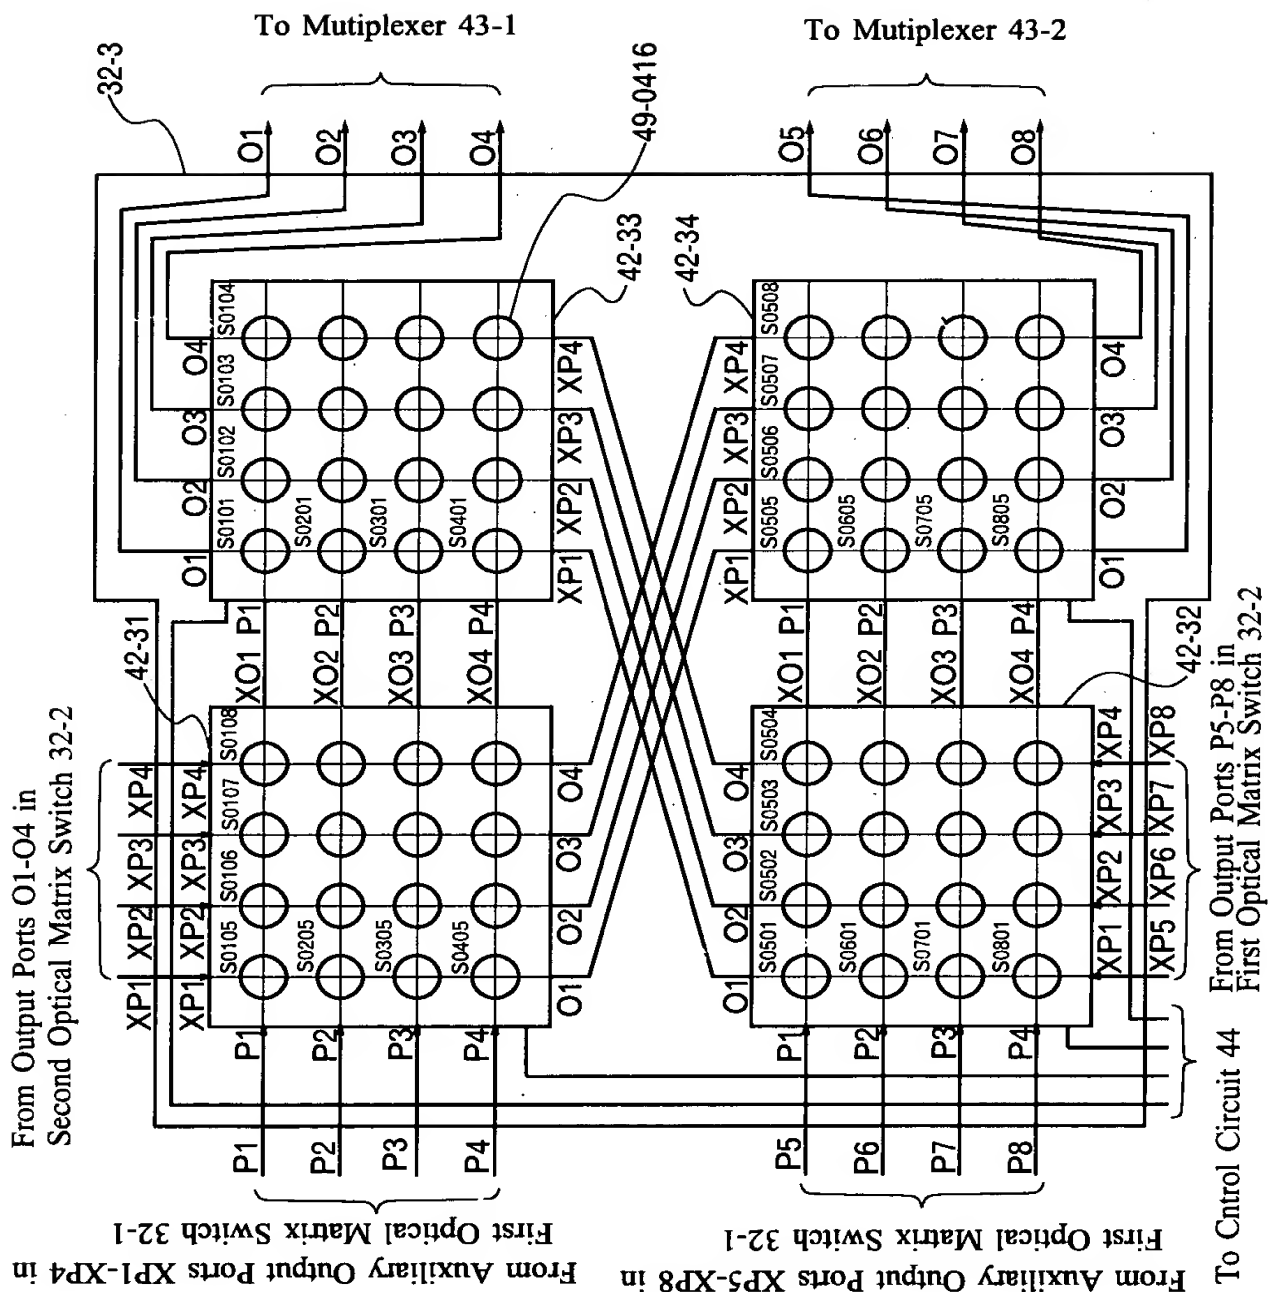 To Mutiplexer 43-1
To Mutiplexer 43-2
32-3
49-0416
O1
O2
O3
O4
O5
O6
O7
O8
42-33
42-34
O1
O2
O3
O4
S0101
S0102
S0103
S0104
S0201
S0301
S0401
XP1
XP2
XP3
XP4
XP1
XP2
XP3
XP4
S0505
S0506
S0507
S0508
S0605
S0705
S0805
O1
O2
O3
O4
XO1 P1
XO2 P2
XO3 P3
XO4 P4
XO1 P1
XO2 P2
XO3 P3
XO4 P4
42-31
42-32
From Output Ports O1-O4 in
Second Optical Matrix Switch 32-2
XP1
XP2
XP3
XP4
XP1
XP2
XP3
XP4
S0105
S0106
S0107
S0108
S0205
S0305
S0405
O1
O2
O3
O4
O1
O2
O3
O4
S0501
S0502
S0503
S0504
S0601
S0701
S0801
XP1
XP2
XP3
XP4
XP5
XP6
XP7
XP8
From Output Ports P5-P8 in
First Optical Matrix Switch 32-2
P1
P2
P3
P4
P1
P2
P3
P4
P1
P2
P3
P4
P5
P6
P7
P8
To Cntrol Circuit 44
From Auxiliary Output Ports XP1-XP4 in
First Optical Matrix Switch 32-1
From Auxiliary Output Ports XP5-XP8 in
First Optical Matrix Switch 32-1